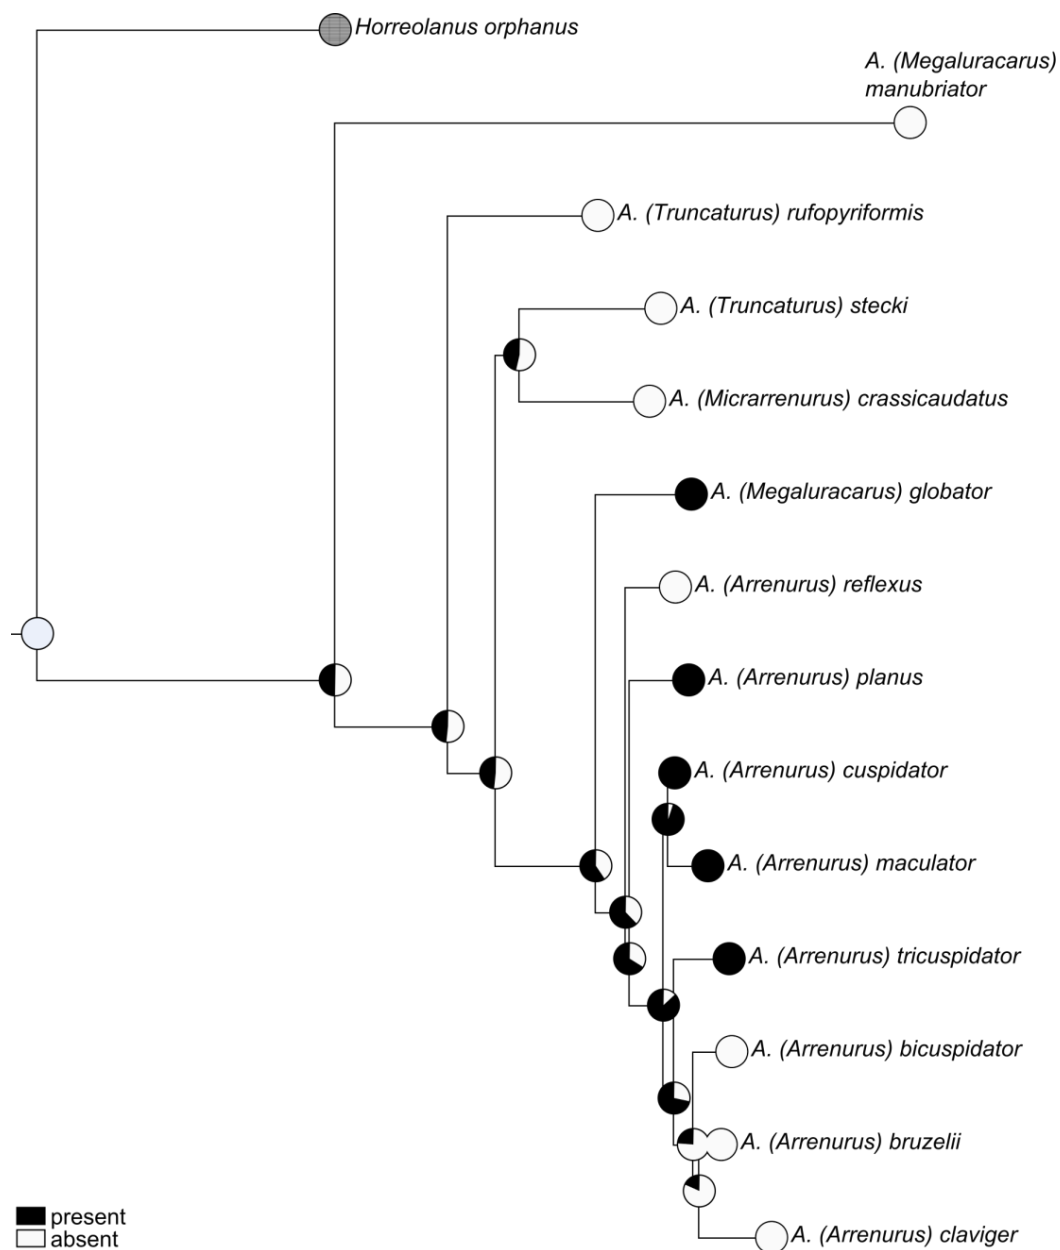 Horreolanus orphanus
A. (Megaluracarus)
manubriator
A. (Truncaturus) rufopyriformis
A. (Truncaturus) stecki
A. (Micrarrenurus) crassicaudatus
A. (Megaluracarus) globator
A. (Arrenurus) reflexus
A. (Arrenurus) planus
A. (Arrenurus) cuspidator
A. (Arrenurus) maculator
A. (Arrenurus) tricuspidator
A. (Arrenurus) bicuspidator
A. (Arrenurus) bruzelii
A. (Arrenurus) claviger
present
absent